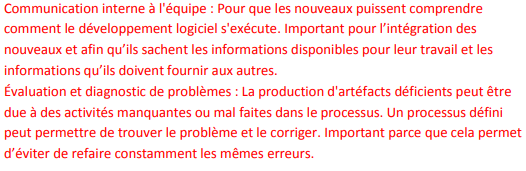 Communication interne à l'équipe : Pour que les nouveaux puissent comprendre
comment le développement logiciel s'exécute. Important pour l’intégration des
nouveaux et afin qu’ils sachent les informations disponibles pour leur travail et les
informations qu’ils doivent fournir aux autres.
Évaluation et diagnostic de problèmes : La production d'artéfacts déficients peut être
due à des activités manquantes ou mal faites dans le processus. Un processus défini
peut permettre de trouver le problème et le corriger. Important parce que cela permet
d’éviter de refaire constamment les mêmes erreurs.